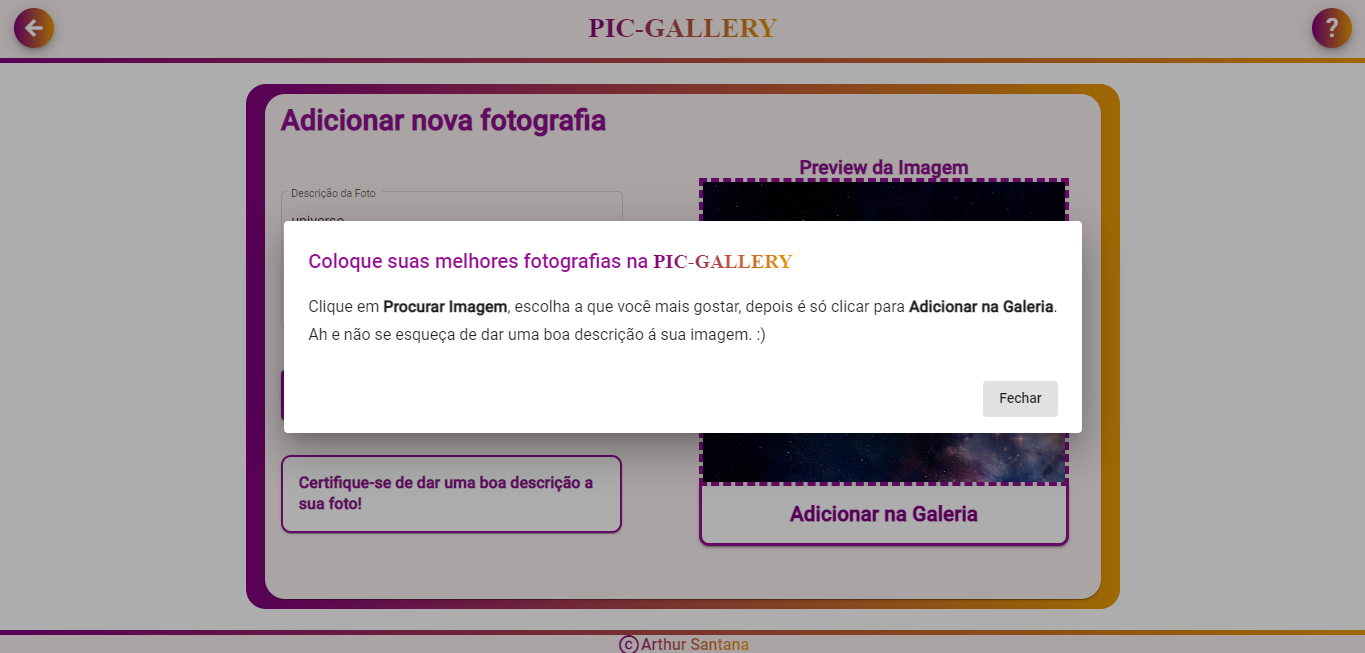 PIC-GALLERY
?
Adicionar nova fotografia
Preview da Imagem
Descrição da Foto
universo
Coloque suas melhores fotografias na PIC-GALLERY
Clique em Procurar Imagem, escolha a que você mais gostar, depois é só clicar para Adicionar na Galeria.
Ah e não se esqueça de dar uma boa descrição á sua imagem. :)
Fechar
Certifique-se de dar uma boa descrição a
sua foto!
Adicionar na Galeria
© Arthur Santana